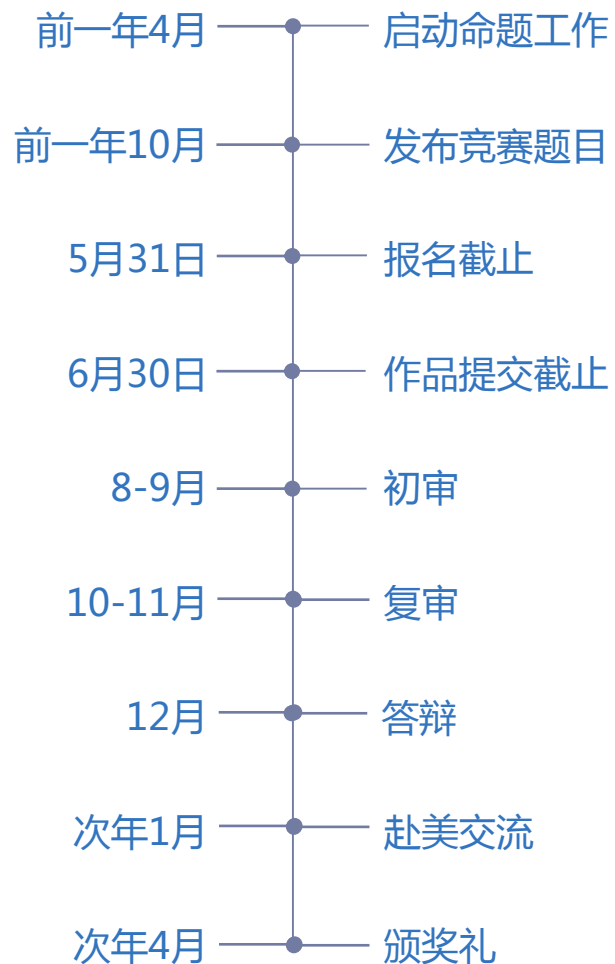 前一年4月 启动命题工作
前一年10月 发布竞赛题目
5月31日 报名截止
6月30日 作品提交截止
8-9月 初审
10-11月 复审
12月 答辩
次年1月 赴美交流
次年4月 颁奖礼